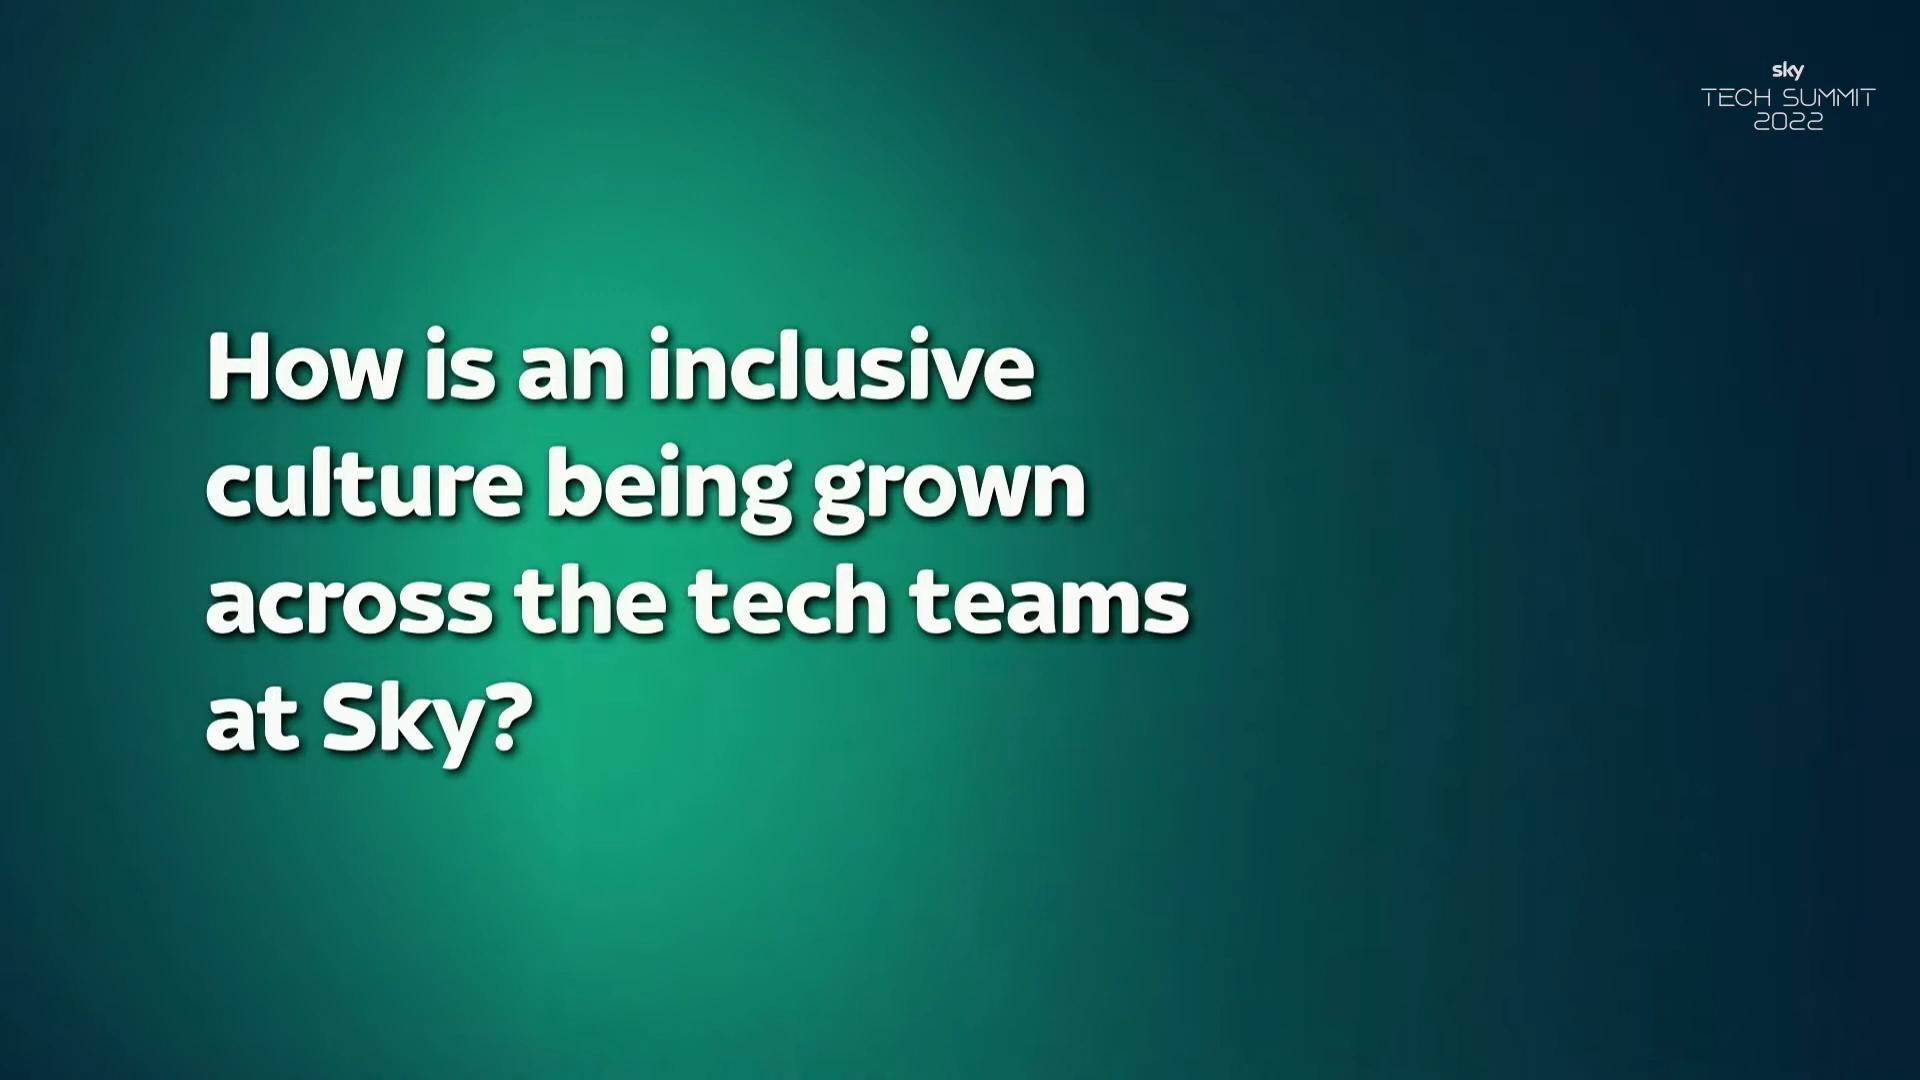 sky
TECH SUMMIT
2022
How is an inclusive
culture being grown
across the tech teams
at Sky?